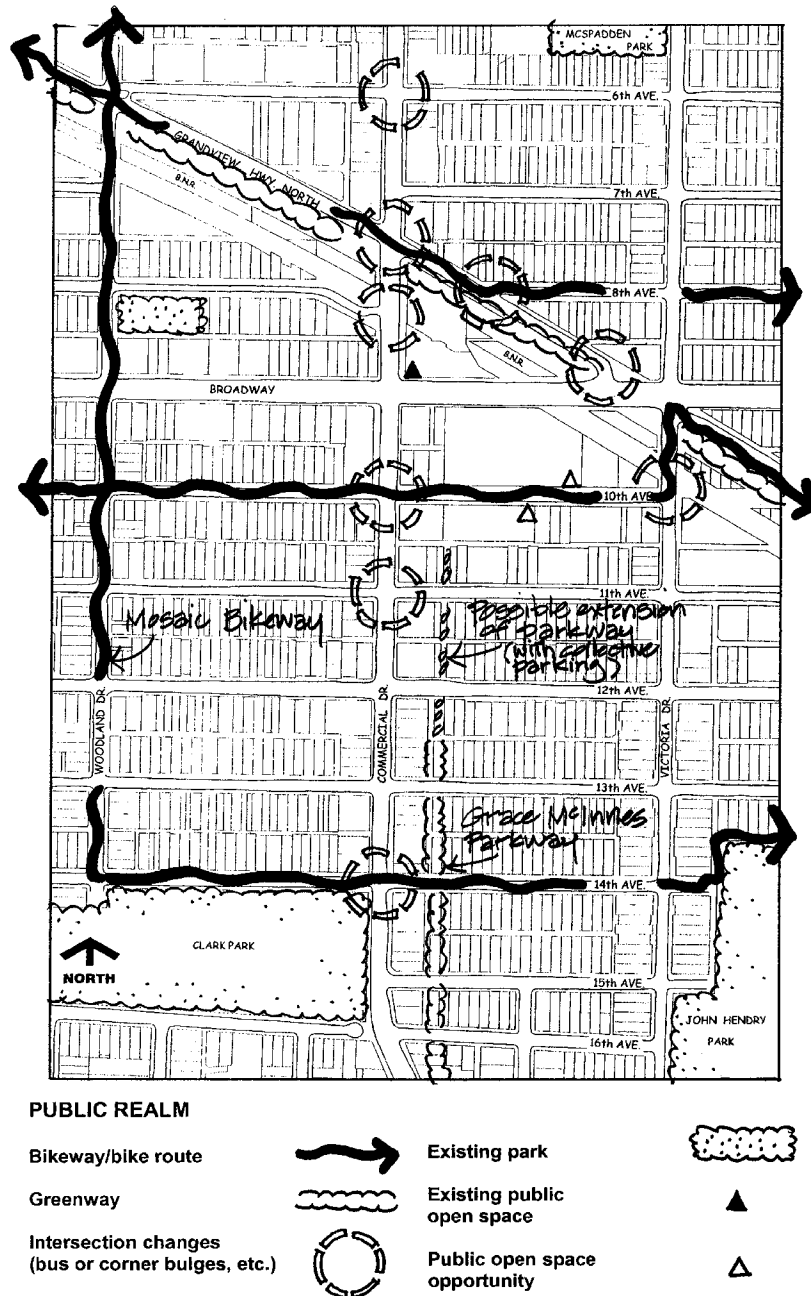 MCSPADDEN
PARK
6th AVE.
GRANDVIEW HWY. NORTH
B.N.R.
7th AVE.
8th AVE.
B.N.R.
BROADWAY
10th AVE.
11th AVE.
Mosaic Bikeway
Possible extension
of parkway
(with collective
parking)
12th AVE.
WOODLAND DR.
COMMERCIAL DR.
VICTORIA DR.
13th AVE.
Grace McInnes
Parkway
14th AVE.
CLARK PARK
NORTH
15th AVE.
JOHN HENDRY
PARK
16th AVE.
PUBLIC REALM
Bikeway/bike route
Existing park
Greenway
Existing public
open space
Intersection changes
(bus or corner bulges, etc.)
Public open space
opportunity